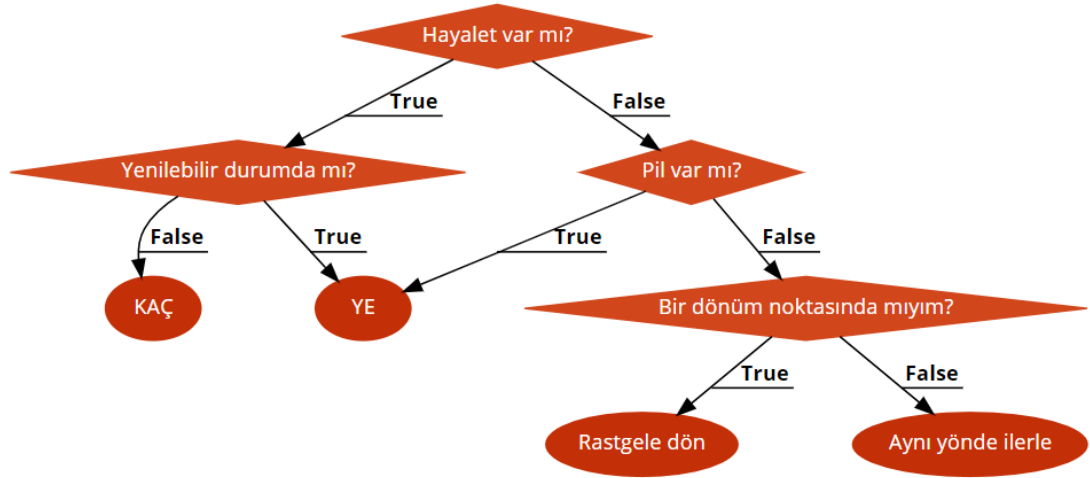 Hayalet var mı?
True
False
Yenilebilir durumda mı?
Pil var mı?
False
True
True
False
KAÇ
YE
Bir dönüm noktasında mıyım?
True
False
Rastgele dön
Aynı yönde ilerle